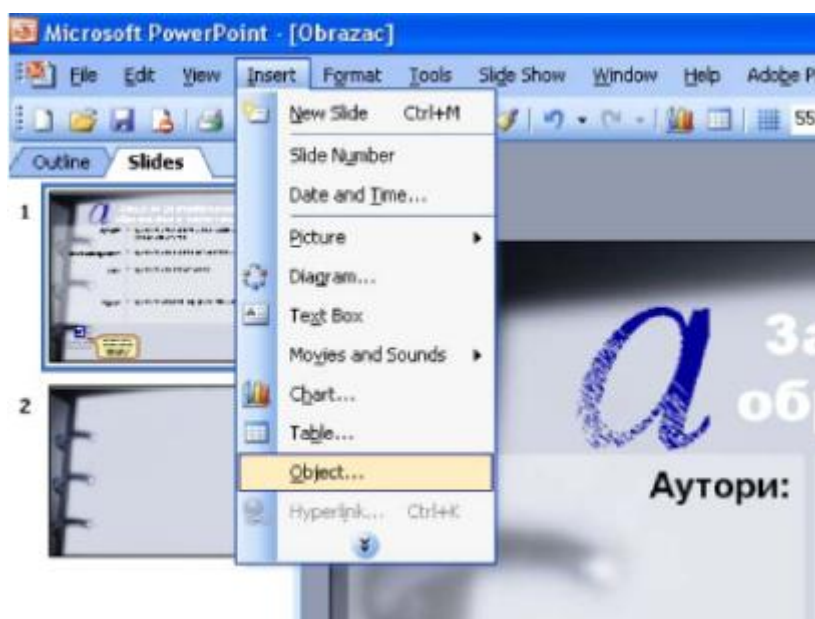 Microsoft PowerPoint - [Obrazac]
File Edit View Insert Format Tools Slide Show Window Help Adobe P
55
Outline Slides
New Slide Ctrl+M
Slide Number
Date and Time...
Picture
Diagram...
Text Box
Movies and Sounds
Chart...
Table...
Object...
Hyperlink... Ctrl+K
1
2
a
За
об
Аутори: